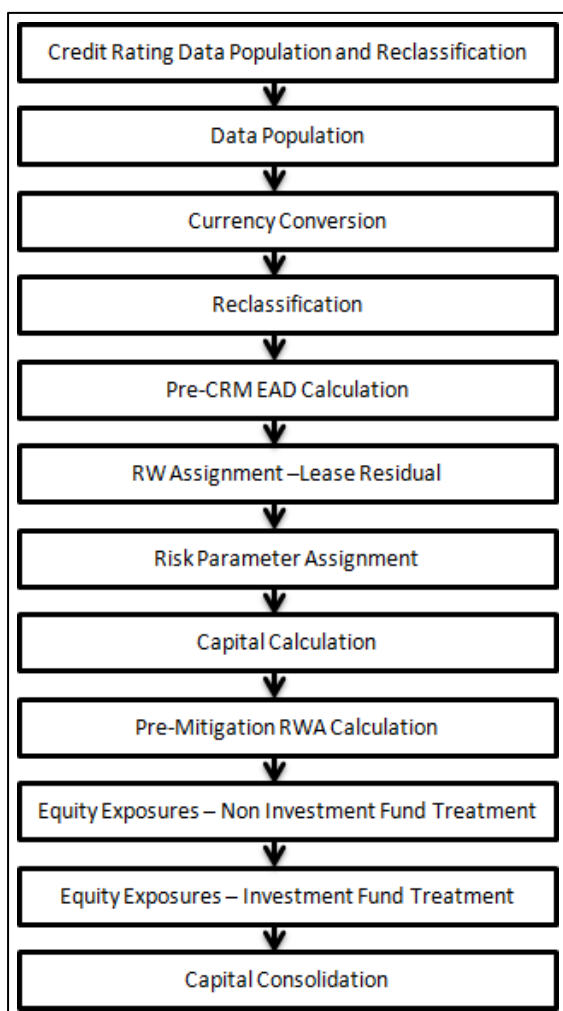 Credit Rating Data Population and Reclassification
Data Population
Currency Conversion
Reclassification
Pre-CRM EAD Calculation
RW Assignment –Lease Residual
Risk Parameter Assignment
Capital Calculation
Pre-Mitigation RWA Calculation
Equity Exposures – Non Investment Fund Treatment
Equity Exposures – Investment Fund Treatment
Capital Consolidation